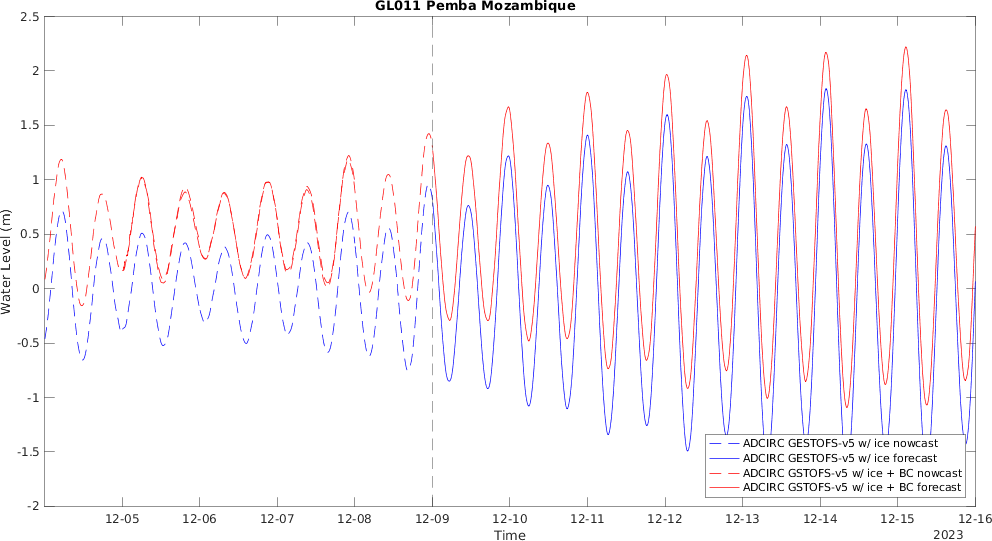 GL011 Pemba Mozambique
2.5
2
1.5
1
0.5
0
-0.5
-1
-1.5
-2
Water Level (m)
ADCIRC GESTOFS-v5 w/ ice nowcast
ADCIRC GESTOFS-v5 w/ ice forecast
ADCIRC GSTOFS-v5 w/ ice + BC nowcast
ADCIRC GSTOFS-v5 w/ ice + BC forecast
12-05 12-06 12-07 12-08 12-09 12-10 12-11 12-12 12-13 12-14 12-15 12-16
Time
2023